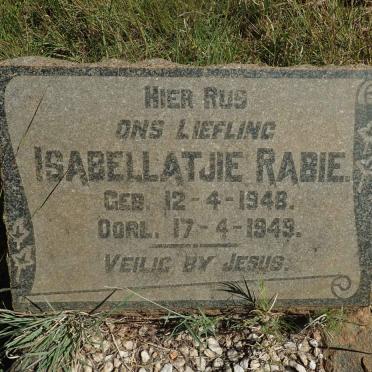 HIER RUS
ONS LIEFLING
ISABELLATJIE RABIE.
GEB. 12-4-1948.
OORL. 17-4-1949.
VEILIG BY JESUS.